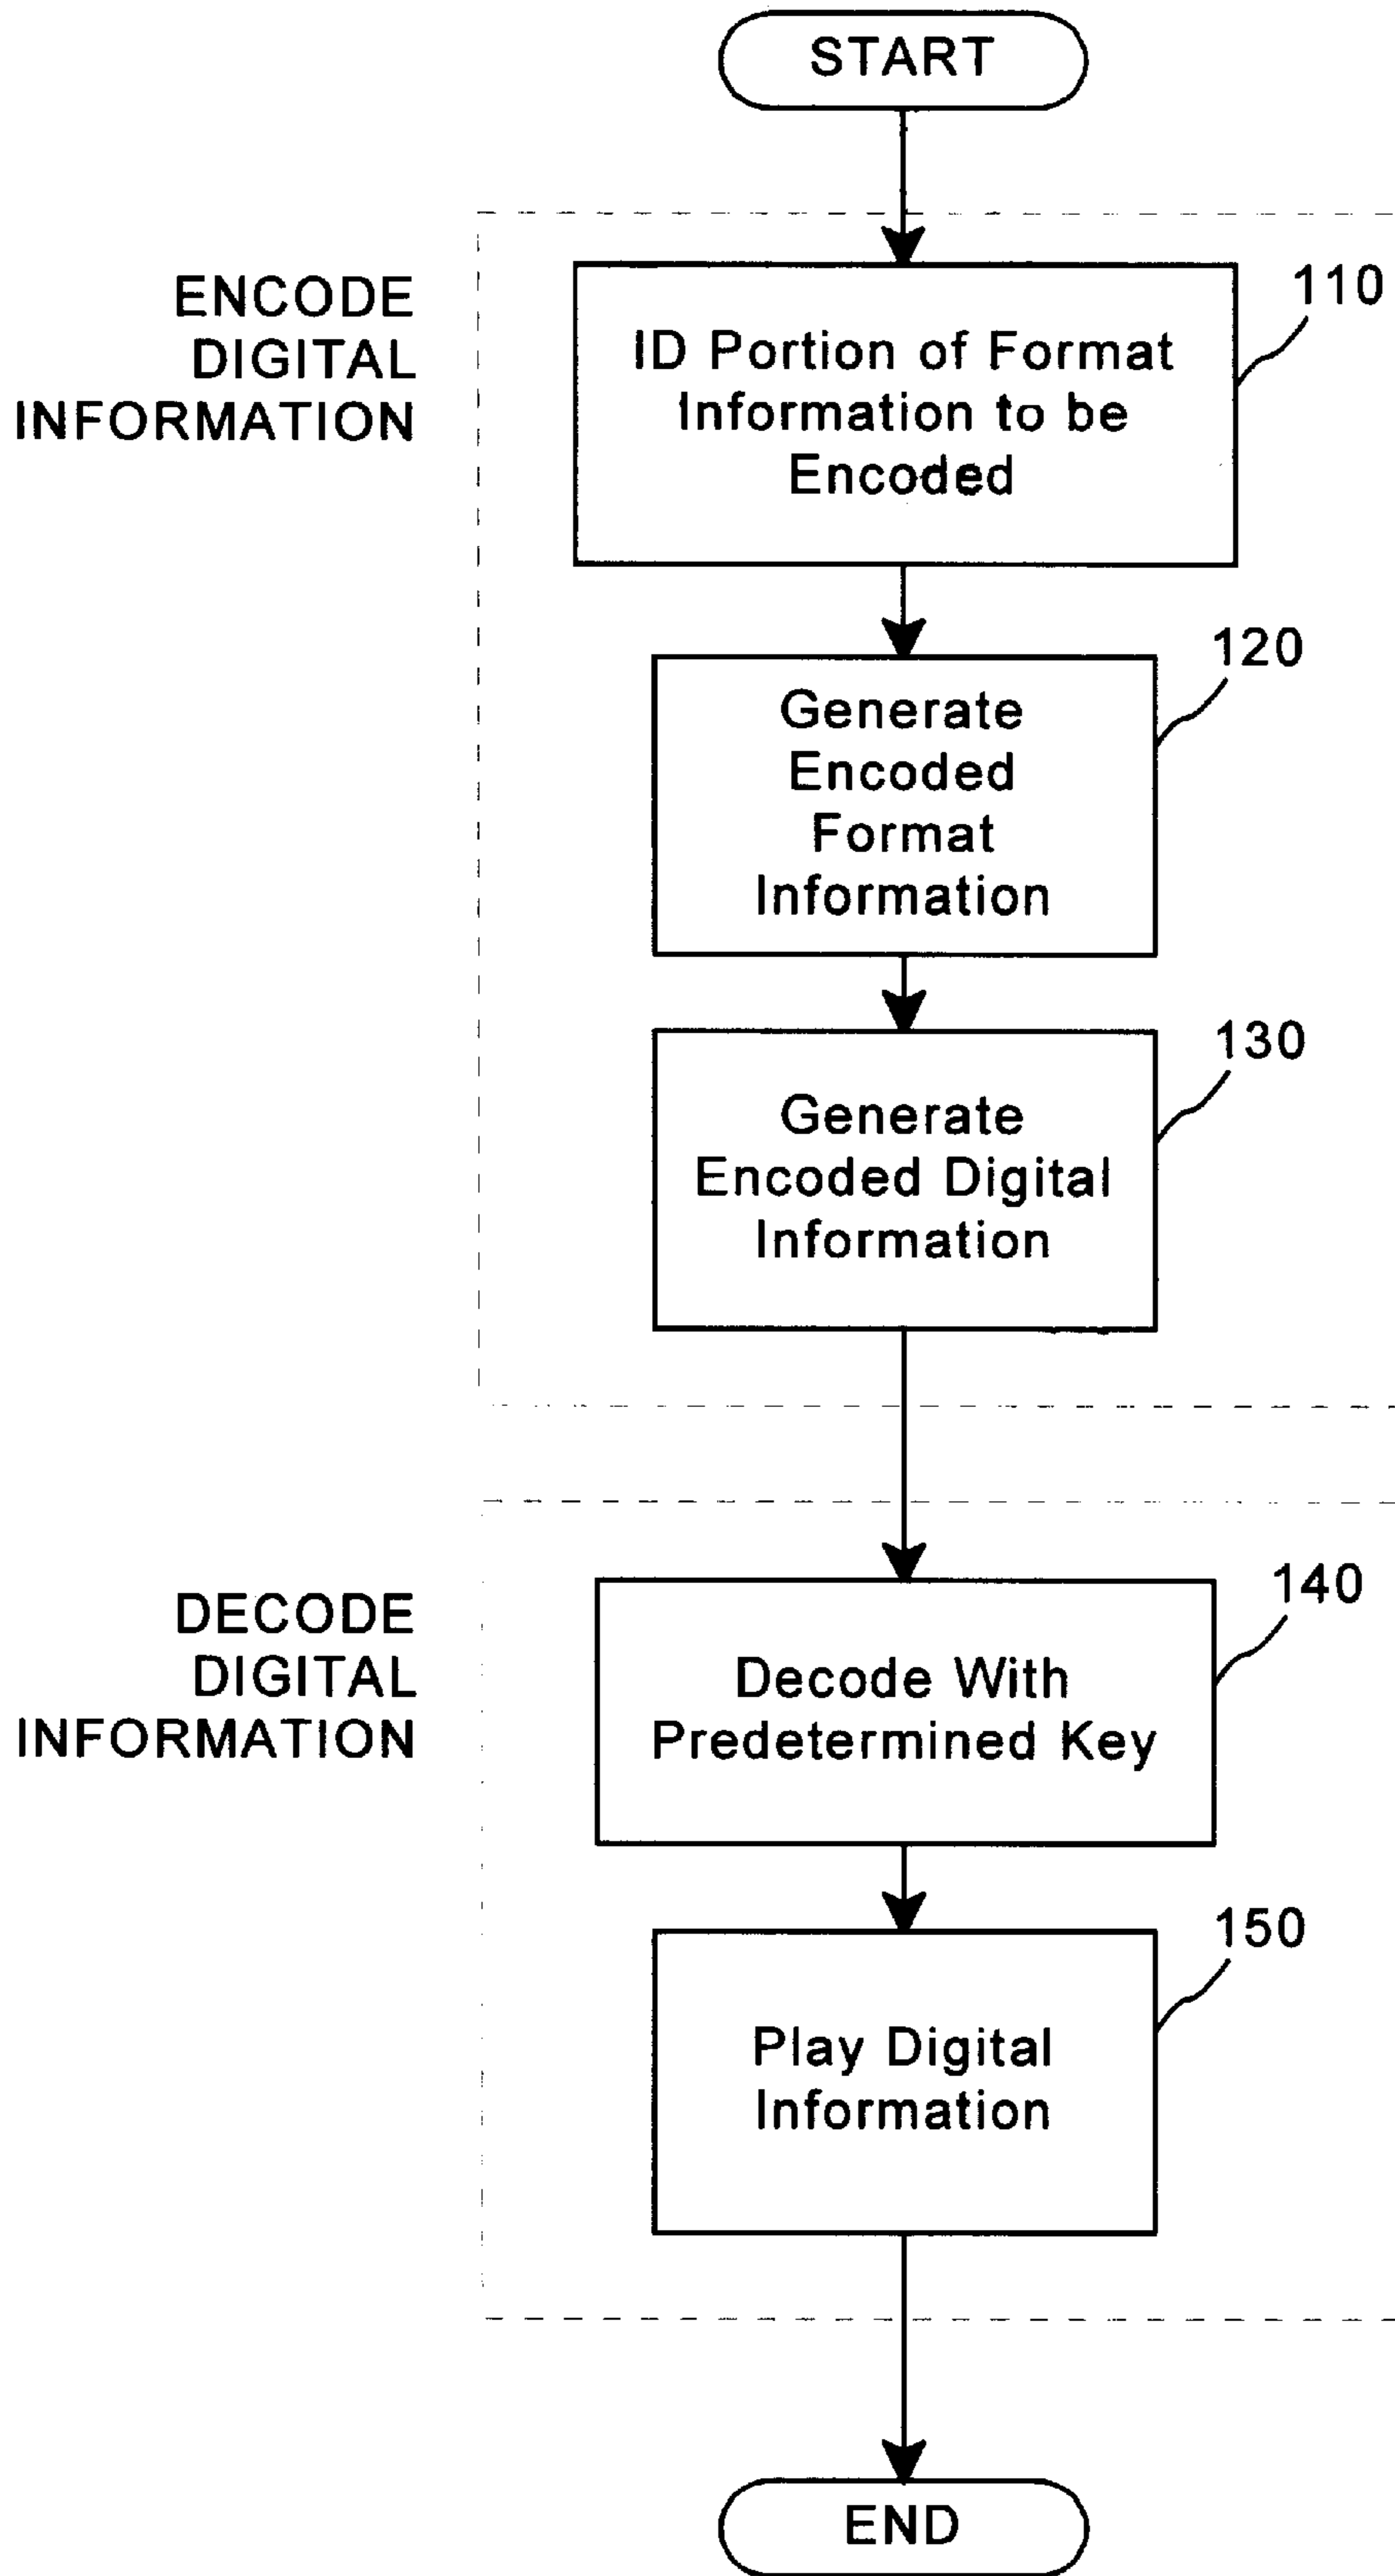 START
ENCODE
DIGITAL
INFORMATION
110
ID Portion of Format
Information to be
Encoded
120
Generate
Encoded
Format
Information
130
Generate
Encoded Digital
Information
DECODE
DIGITAL
INFORMATION
140
Decode With
Predetermined Key
150
Play Digital
Information
END